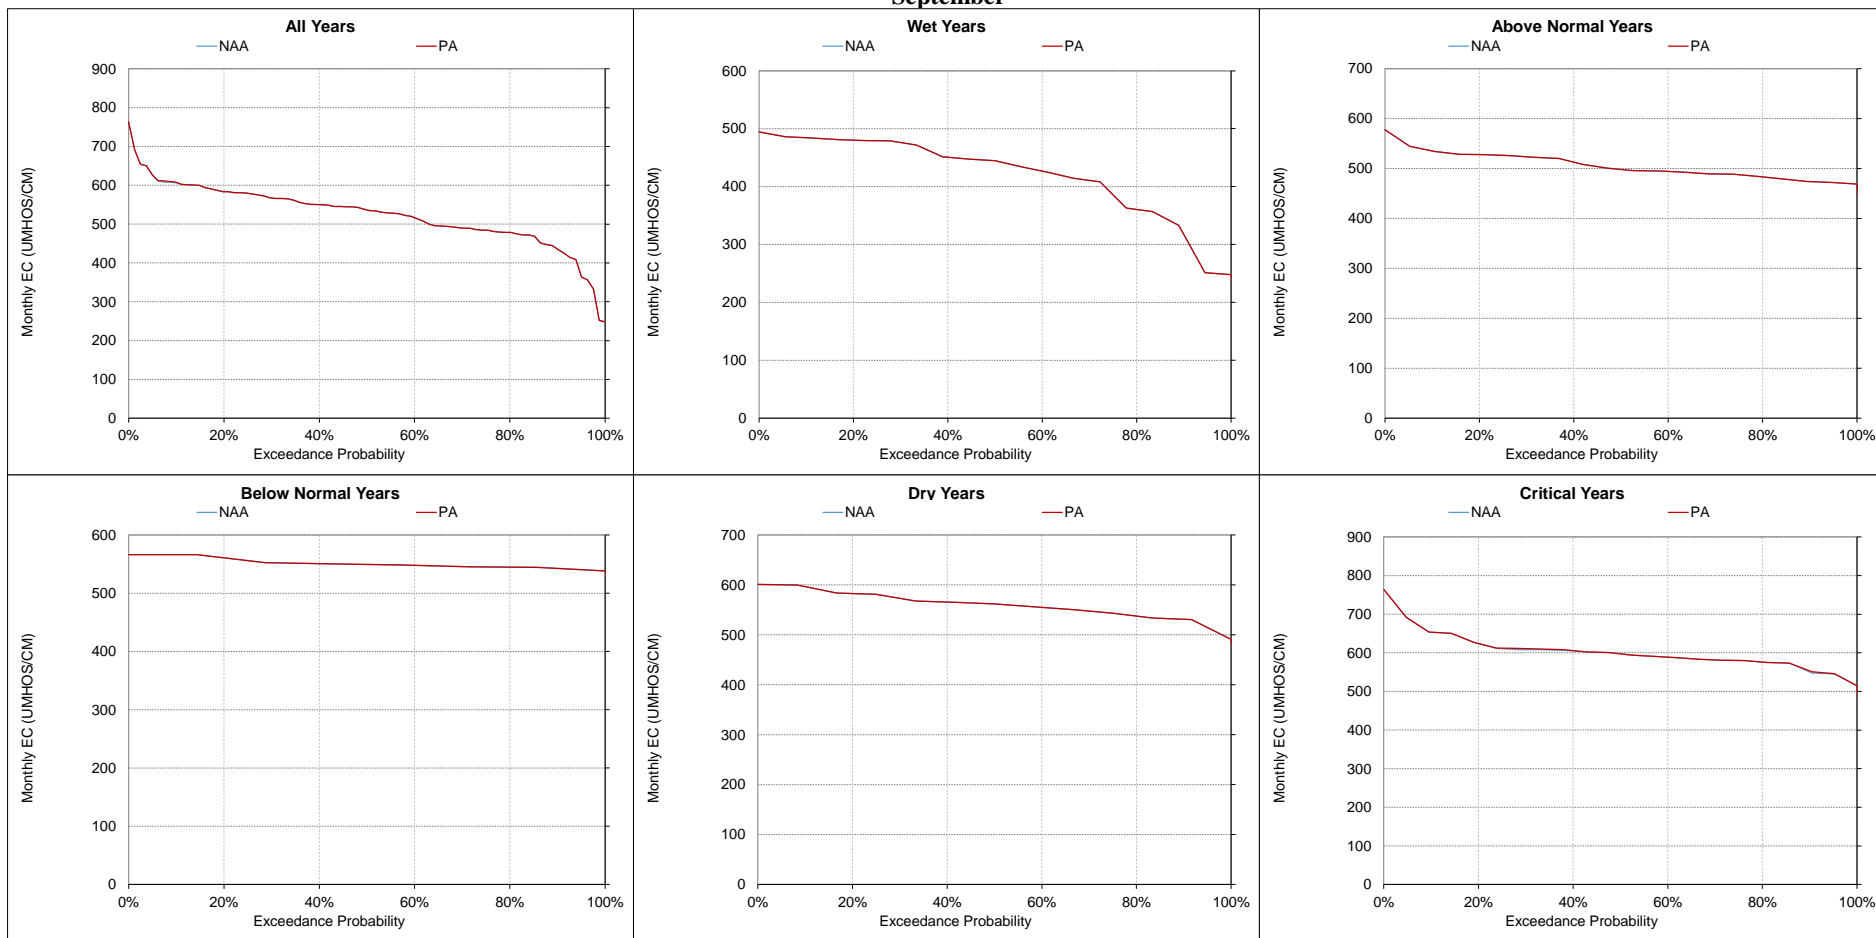 September
All Years
NAA PA
900
800
700
600
500
400
300
200
100
0
0% 20% 40% 60% 80% 100%
Monthly EC (UMHOS/CM)
Exceedance Probability
Wet Years
NAA PA
600
500
400
300
200
100
0
0% 20% 40% 60% 80% 100%
Monthly EC (UMHOS/CM)
Exceedance Probability
Above Normal Years
NAA PA
700
600
500
400
300
200
100
0
0% 20% 40% 60% 80% 100%
Monthly EC (UMHOS/CM)
Exceedance Probability
Below Normal Years
NAA PA
600
500
400
300
200
100
0
0% 20% 40% 60% 80% 100%
Monthly EC (UMHOS/CM)
Exceedance Probability
Dry Years
NAA PA
700
600
500
400
300
200
100
0
0% 20% 40% 60% 80% 100%
Monthly EC (UMHOS/CM)
Exceedance Probability
Critical Years
NAA PA
900
800
700
600
500
400
300
200
100
0
0% 20% 40% 60% 80% 100%
Monthly EC (UMHOS/CM)
Exceedance Probability